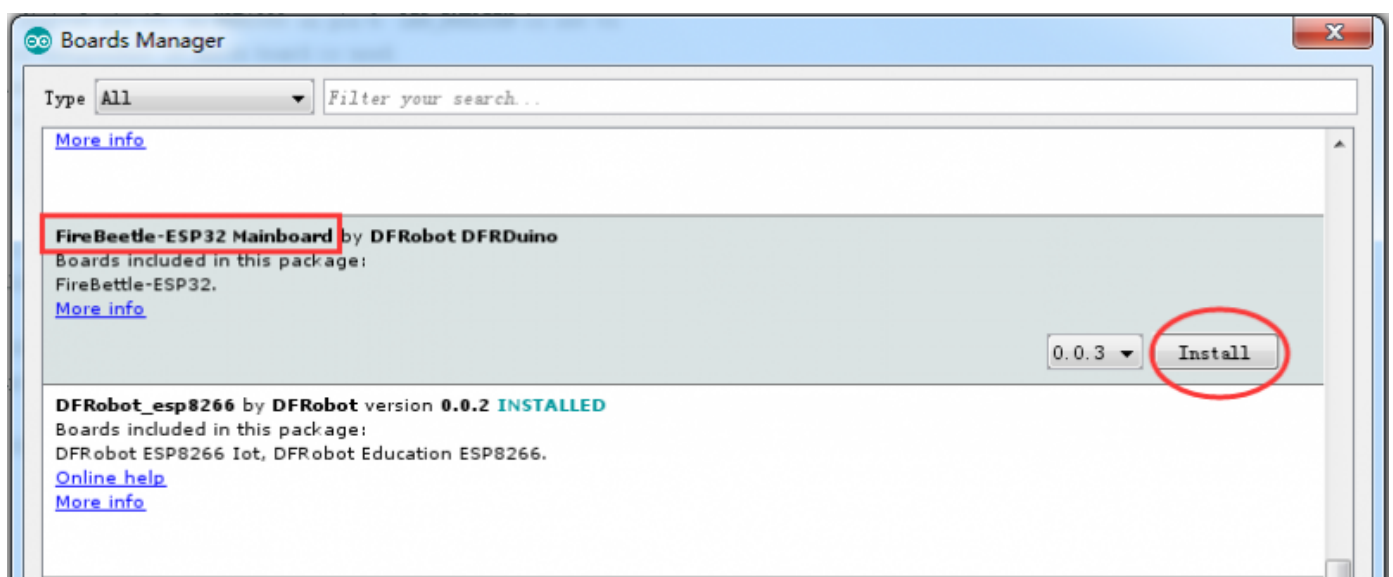 Boards Manager
Type All Filter your search...
More info
FireBeetle-ESP32 Mainboard by DFRobot DFRDuino
Boards included in this package:
FireBettle-ESP32.
More info
0.0.3 Install
DFRobot_esp8266 by DFRobot version 0.0.2 INSTALLED
Boards included in this package:
DFRobot ESP8266 Iot, DFRobot Education ESP8266.
Online help
More info